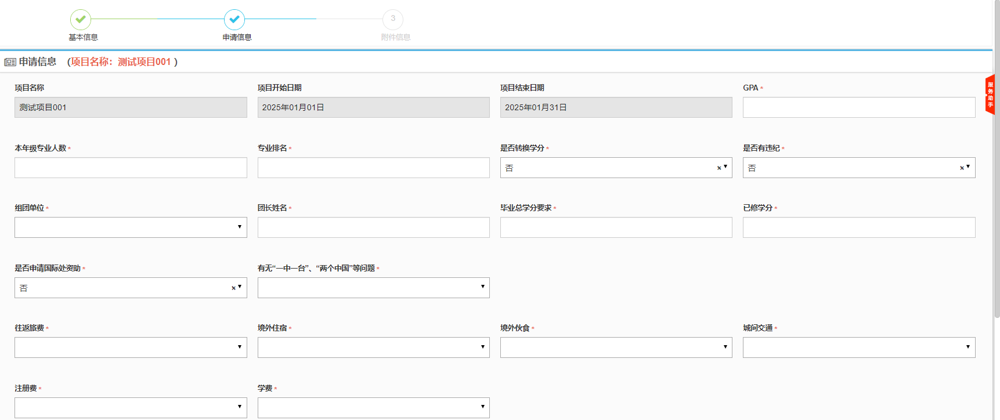 3
基本信息 申请信息 附件信息
申请信息 （项目名称：测试项目001 ）
服务助手
项目名称 项目开始日期 项目结束日期 GPA *
测试项目001 2025年01月01日 2025年01月31日
本年级专业人数 * 专业排名 * 是否转换学分 * 是否有违纪 *
否 × 否 ×
组团单位 * 团长姓名 * 毕业总学分要求 * 已修学分 *
是否申请国际处资助 * 有无“一中一台”、“两个中国”等问题 *
否 ×
往返旅费 * 境外住宿 * 境外伙食 * 城间交通 *
注册费 * 学费 *